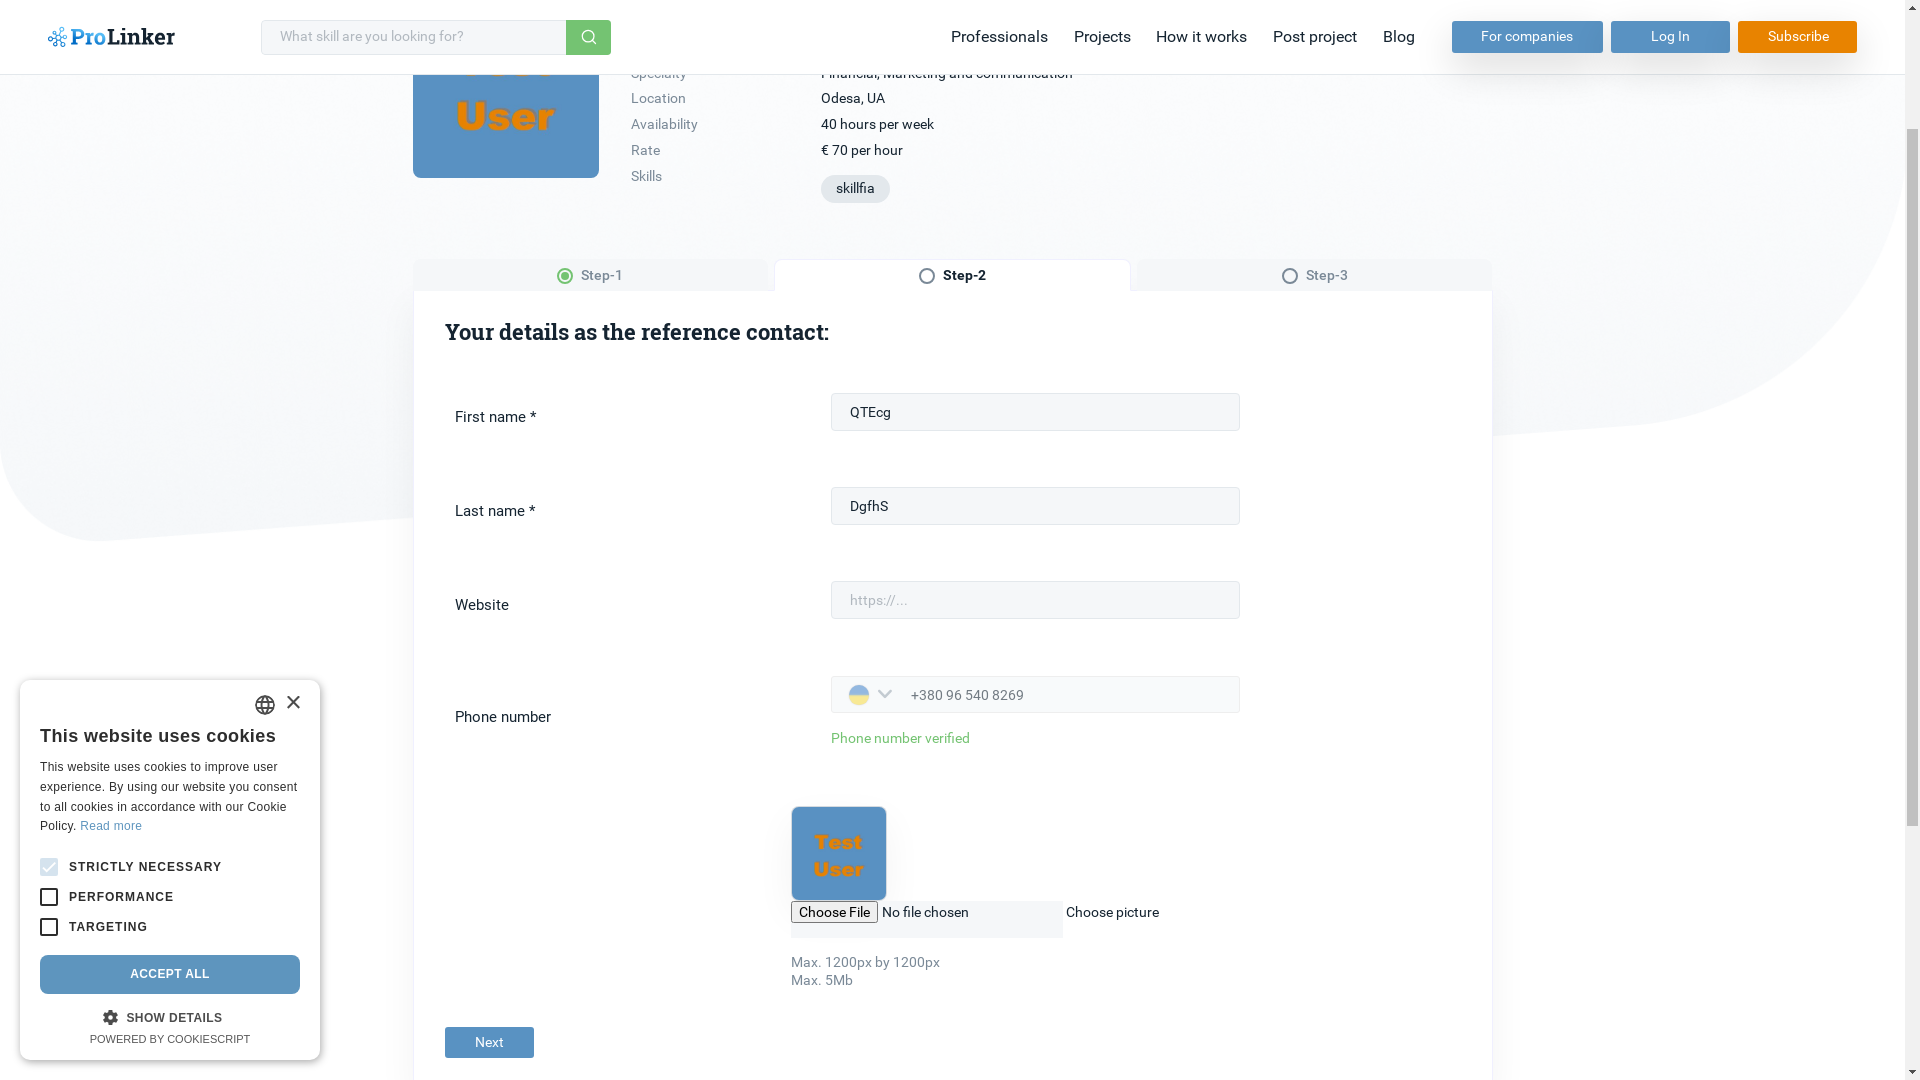 ProLinker
What skill are you looking for?
Professionals
Projects
How it works
Post project
Blog
For companies
Log In
Subscribe
User
Specialty
Financial, Marketing and communication
Location
Odesa, UA
Availability
40 hours per week
Rate
€ 70 per hour
Skills
skillfia
Step-1
Step-2
Step-3
Your details as the reference contact:
First name *
QTEcg
Last name *
DgfhS
Website
https://...
Phone number
+380 96 540 8269
Phone number verified
Test
User
Choose File No file chosen
Choose picture
Max. 1200px by 1200px
Max. 5Mb
Next
×
This website uses cookies
This website uses cookies to improve user
experience. By using our website you consent
to all cookies in accordance with our Cookie
Policy. Read more
STRICTLY NECESSARY
PERFORMANCE
TARGETING
ACCEPT ALL
SHOW DETAILS
POWERED BY COOKIESCRIPT